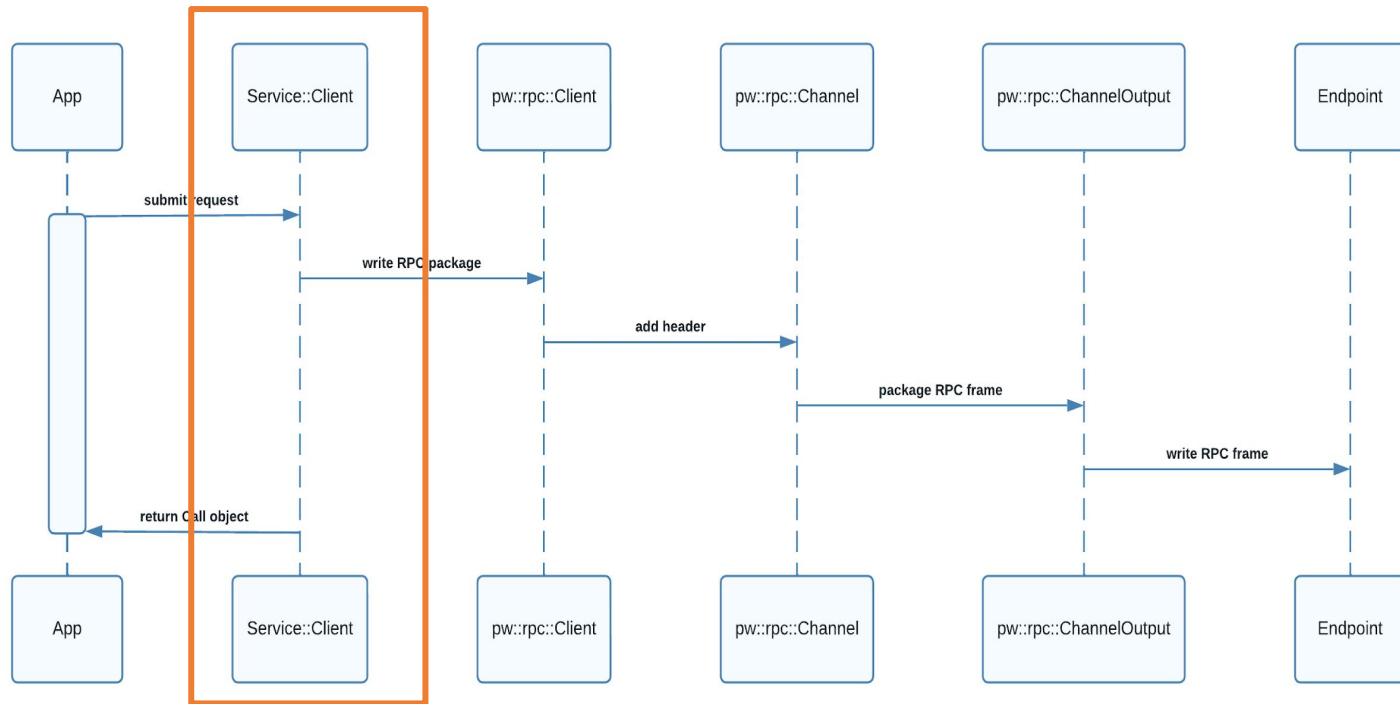 App
Service::Client
pw::rpc::Client
pw::rpc::Channel
pw::rpc::ChannelOutput
Endpoint
submit request
write RPC package
add header
package RPC frame
write RPC frame
return Call object
App
Service::Client
pw::rpc::Client
pw::rpc::Channel
pw::rpc::ChannelOutput
Endpoint